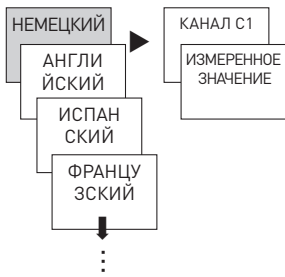 НЕМЕЦКИЙ
АНГЛИ
ЙСКИЙ
ИСПАН
СКИЙ
ФРАНЦУ
ЗСКИЙ
КАНАЛ C1
ИЗМЕРЕННОЕ
ЗНАЧЕНИЕ